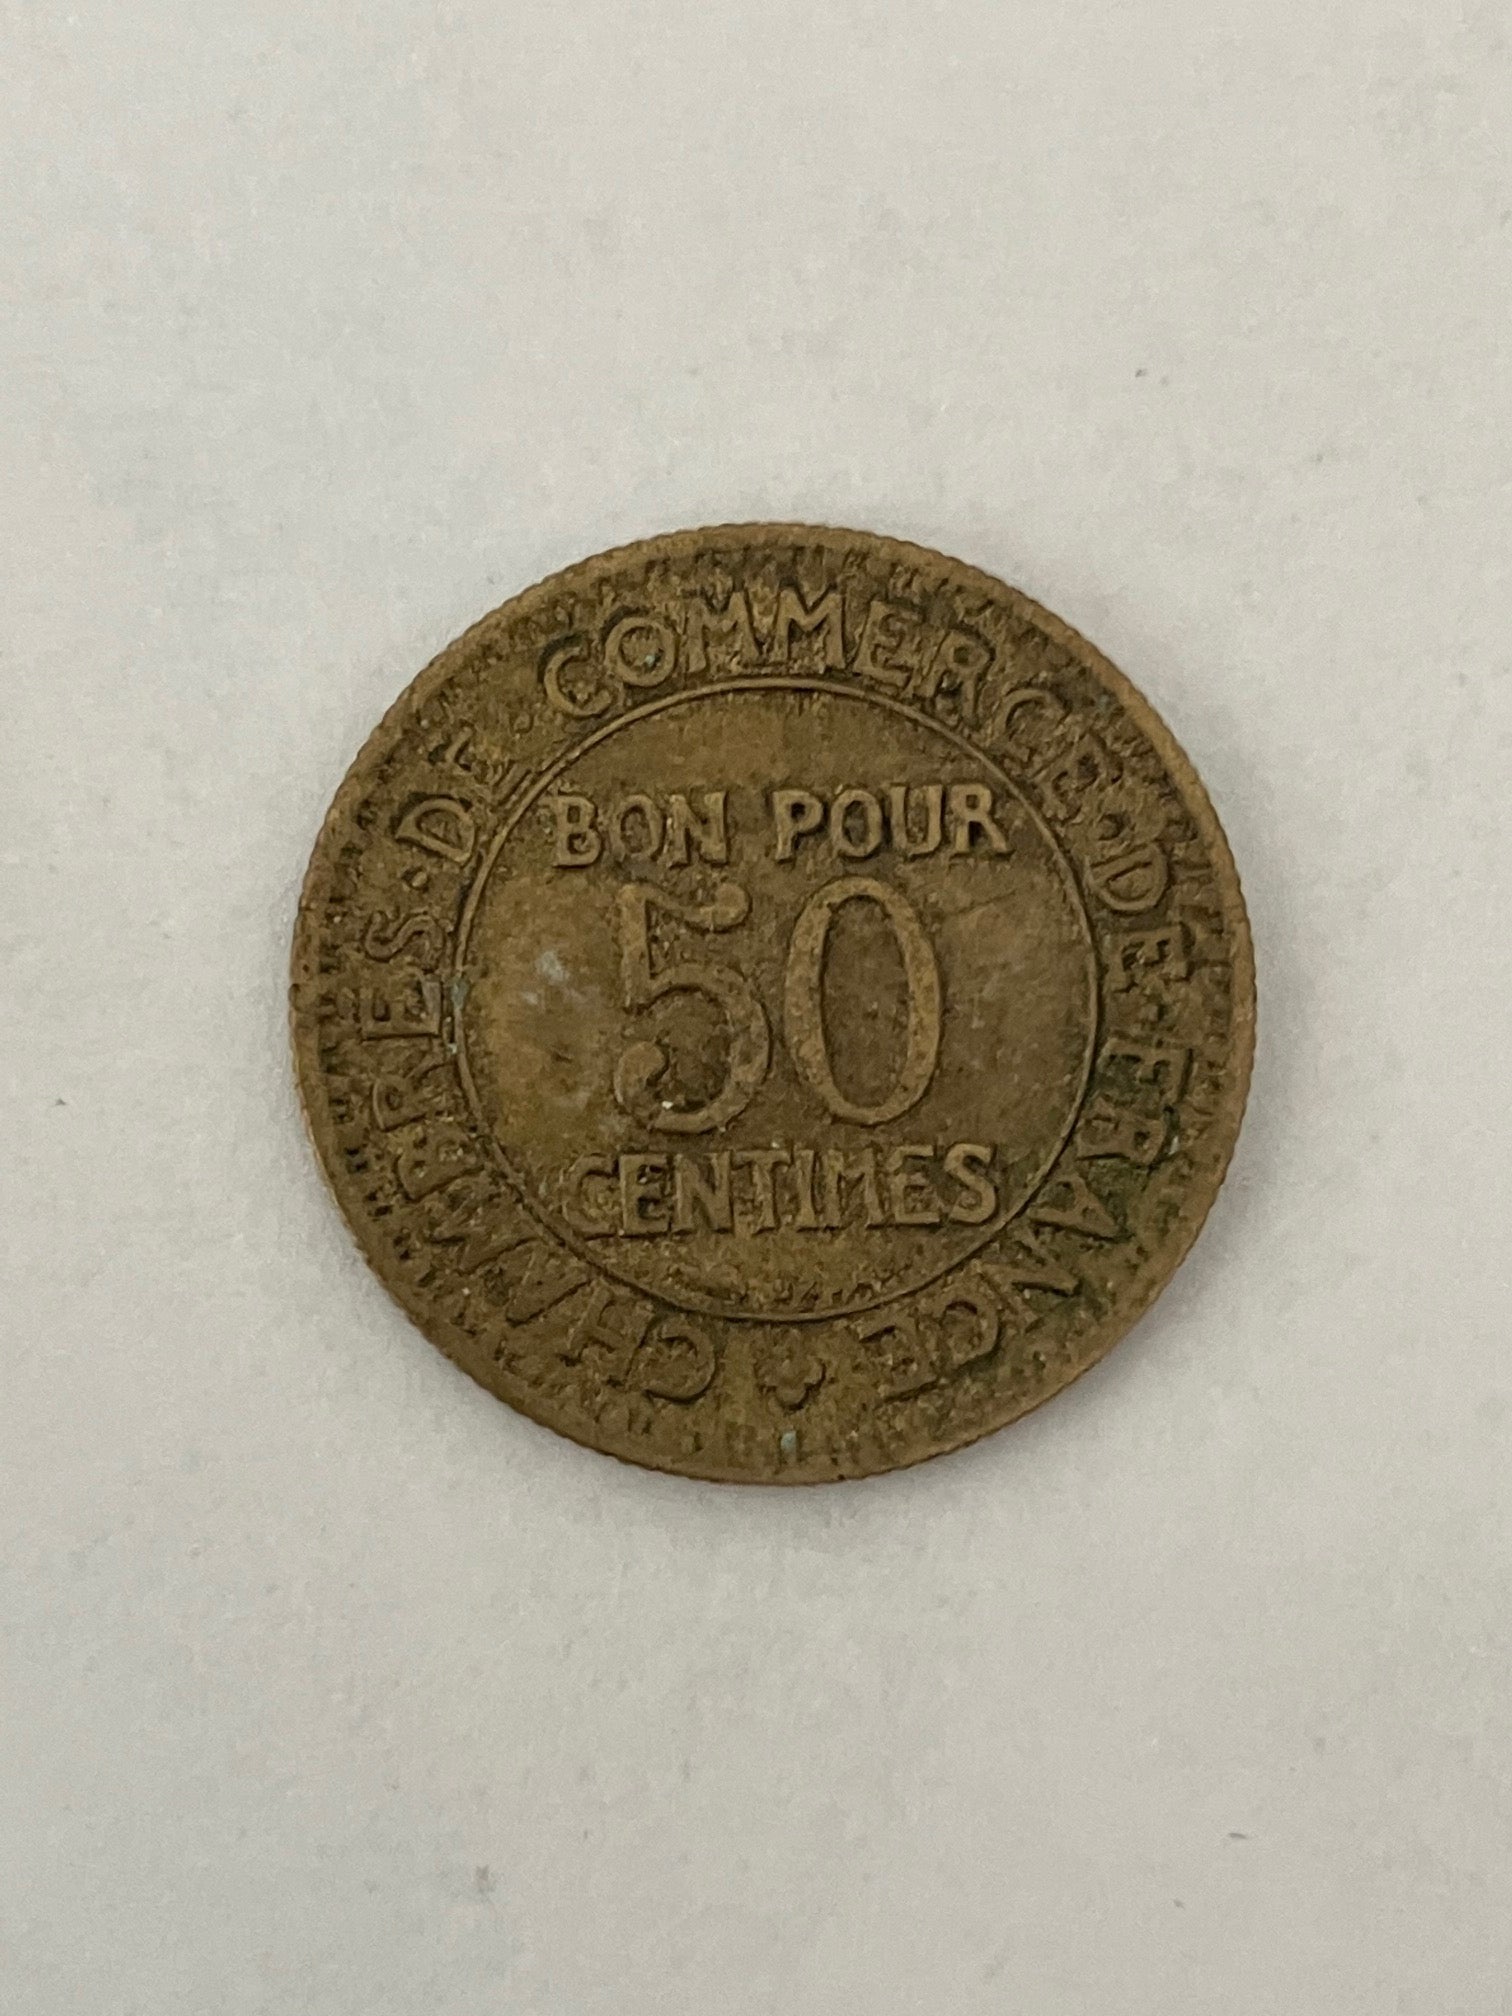 CHAMBRES·DE·COMMERCE·DE·FRANCE
BON POUR
50
CENTIMES